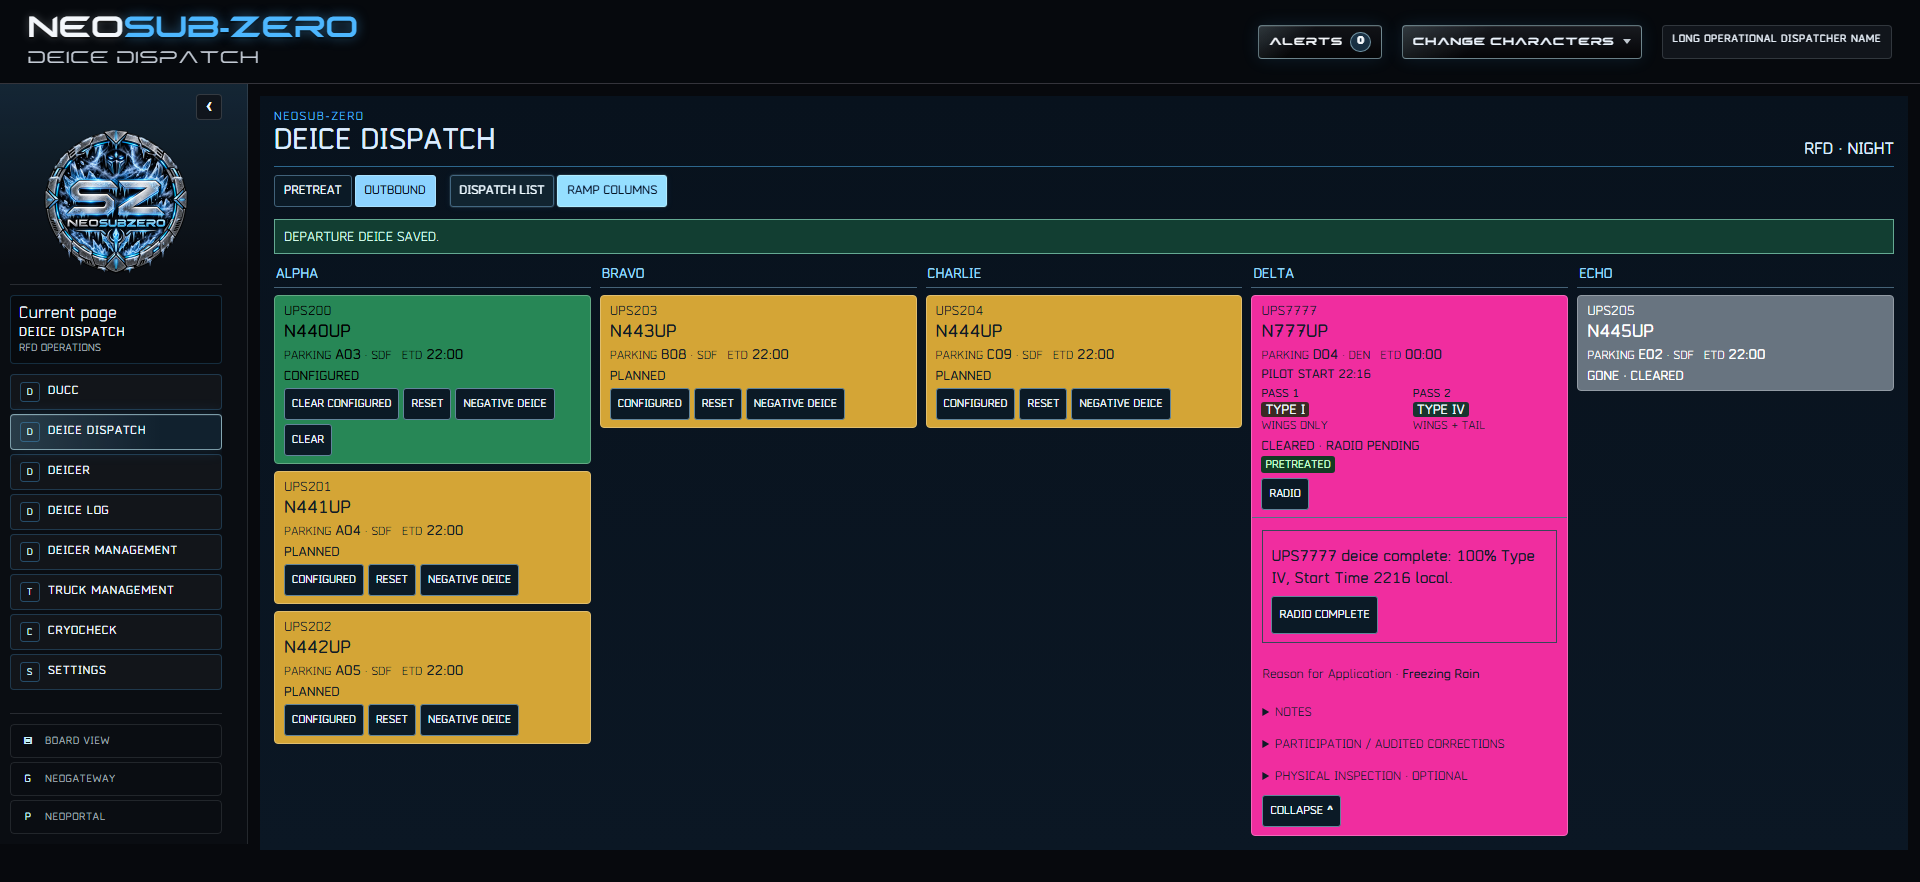 NEOSUB-ZERO
DEICE DISPATCH
ALERTS 0
CHANGE CHARACTERS
LONG OPERATIONAL DISPATCHER NAME
SZ
NEOSUBZERO
Current page
DEICE DISPATCH
RFD OPERATIONS
D DUCC
D DEICE DISPATCH
D DEICER
D DEICE LOG
D DEICER MANAGEMENT
T TRUCK MANAGEMENT
C CRYOCHECK
S SETTINGS
BOARD VIEW
G NEOGATEWAY
P NEOPORTAL
NEOSUB-ZERO
DEICE DISPATCH
RFD · NIGHT
PRETREAT OUTBOUND DISPATCH LIST RAMP COLUMNS
DEPARTURE DEICE SAVED.
ALPHA
UPS200
N440UP
PARKING A03 · SDF ETD 22:00
CONFIGURED
CLEAR CONFIGURED RESET NEGATIVE DEICE
CLEAR
UPS201
N441UP
PARKING A04 · SDF ETD 22:00
PLANNED
CONFIGURED RESET NEGATIVE DEICE
UPS202
N442UP
PARKING A05 · SDF ETD 22:00
PLANNED
CONFIGURED RESET NEGATIVE DEICE
BRAVO
UPS203
N443UP
PARKING B08 · SDF ETD 22:00
PLANNED
CONFIGURED RESET NEGATIVE DEICE
CHARLIE
UPS204
N444UP
PARKING C09 · SDF ETD 22:00
PLANNED
CONFIGURED RESET NEGATIVE DEICE
DELTA
UPS7777
N777UP
PARKING D04 · DEN ETD 00:00
PILOT START 22:16
PASS 1 PASS 2
TYPE I TYPE IV
WINGS ONLY WINGS + TAIL
CLEARED · RADIO PENDING
PRETREATED
RADIO
UPS7777 deice complete: 100% Type
IV, Start Time 2216 local.
RADIO COMPLETE
Reason for Application · Freezing Rain
NOTES
PARTICIPATION / AUDITED CORRECTIONS
PHYSICAL INSPECTION · OPTIONAL
COLLAPSE ^
ECHO
UPS205
N445UP
PARKING E02 · SDF ETD 22:00
GONE · CLEARED